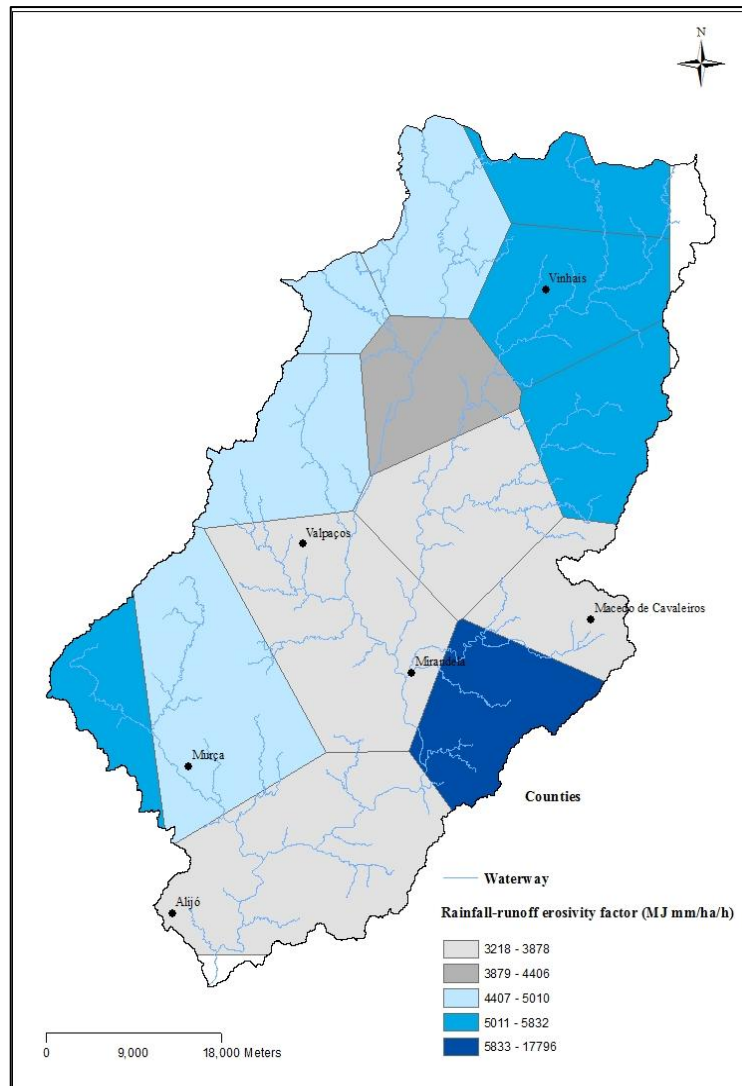 N
Vinhais
Valpaços
Macedo de Cavaleiros
Mirandela
Murça
Counties
Waterway
Alijó
Rainfall-runoff erosivity factor (MJ mm/ha/h)
3218 - 3878
3879 - 4406
4407 - 5010
5011 - 5832
5833 - 17796
0 9,000 18,000 Meters